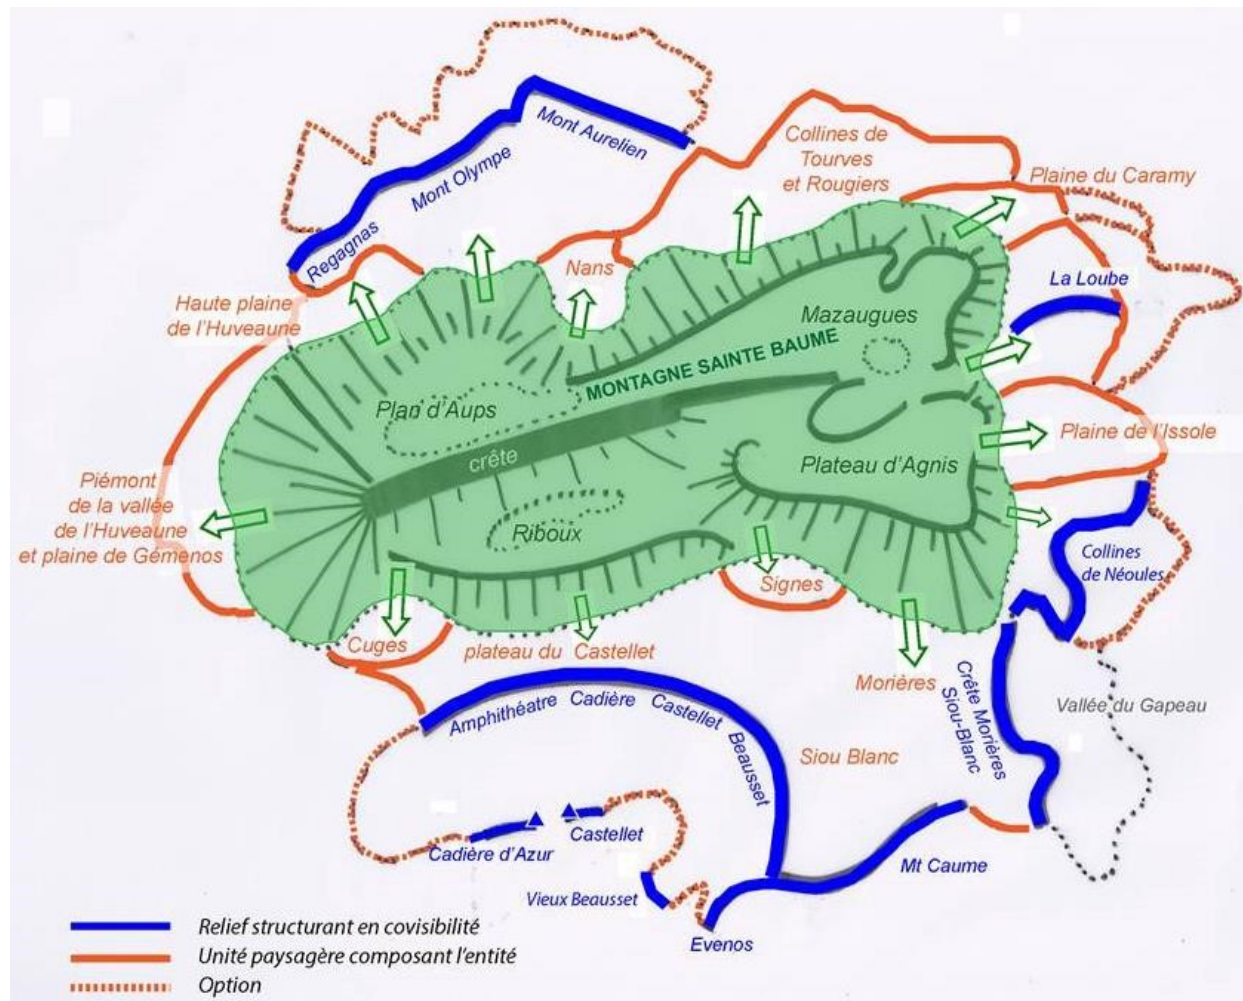 Mont Aurelien
Mont Olympe
Regagnas
Collines de
Tourves
et Rougiers
Plaine du Caramy
Nans
La Loube
Haute plaine
de l'Huveaune
Mazaugues
MONTAGNE SAINTE BAUME
Plan d'Aups
crête
Plaine de l'Issole
Plateau d'Agnis
Piémont
de la vallée
de l'Huveaune
et plaine de Gémenos
Riboux
Collines
de Néoules
Signes
Cuges
plateau du Castellet
Morières
Crête Morières
Siou-Blanc
Vallée du Gapeau
Amphithéatre Cadière Castellet Beausset
Siou Blanc
Castellet
Cadière d'Azur
Mt Caume
Vieux Beausset
Evenos
Relief structurant en covisibilité
Unité paysagère composant l'entité
Option